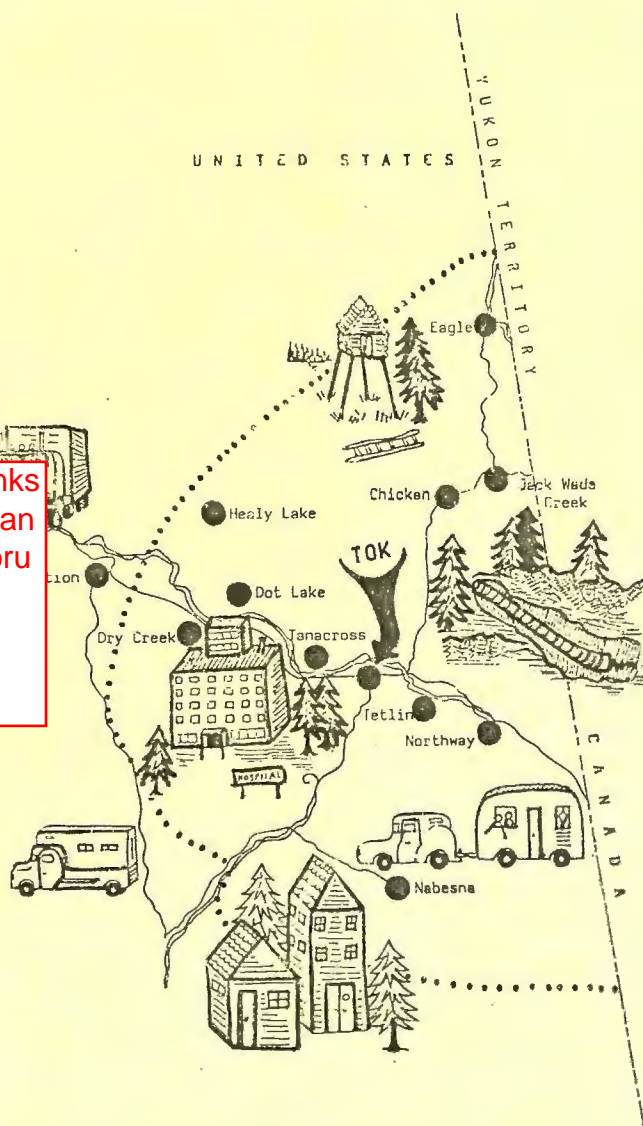 UNITED STATES
YUKON TERRITORY
Eagle
Chicken
Jack Wade
Creek
Healy Lake
TOK
Dot Lake
Dry Creek
Tanacross
Tetlin
Northway
HOSPITAL
Nabesna
CANADA